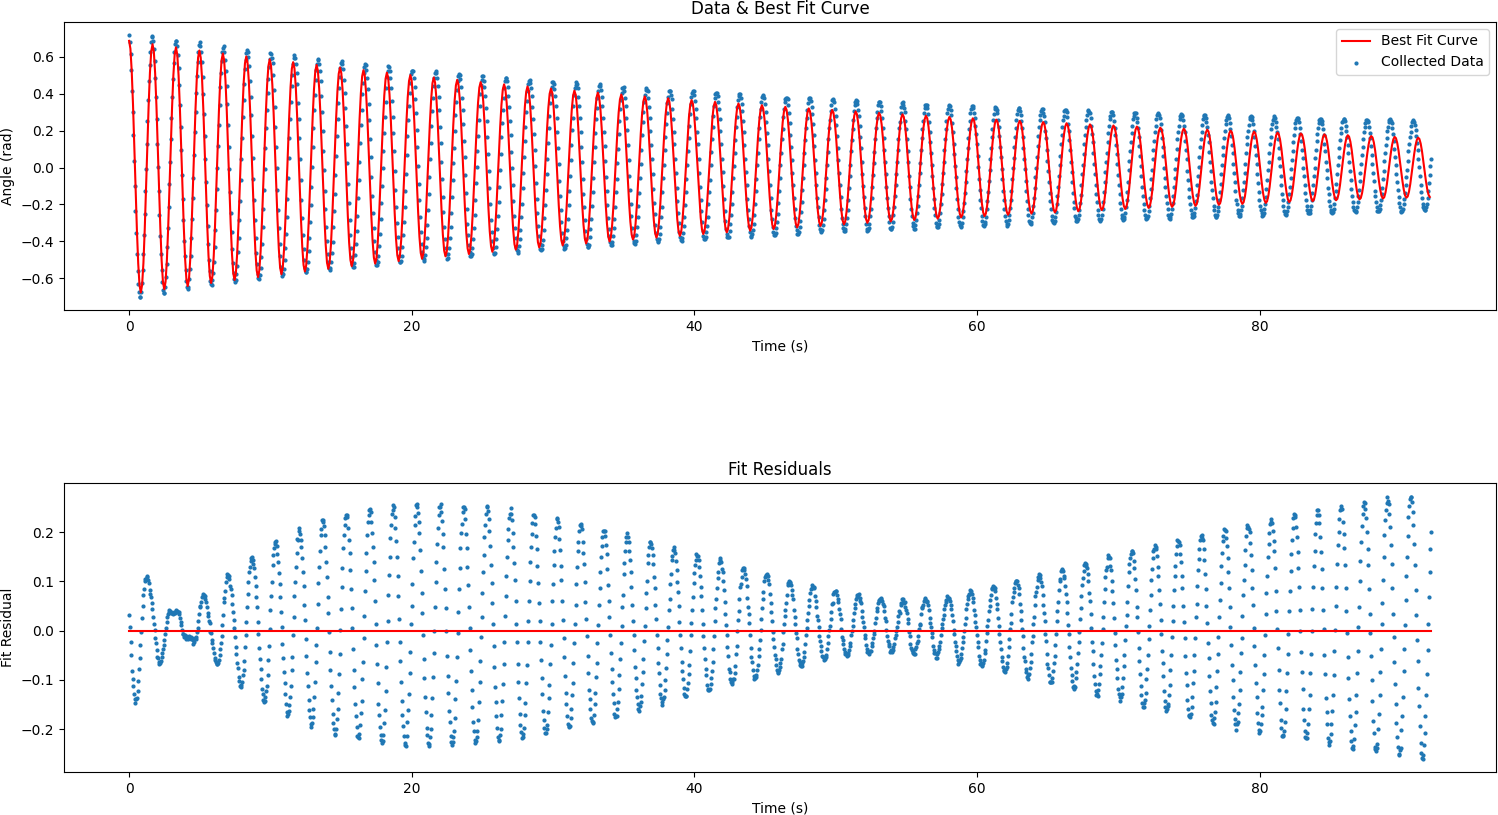 Data & Best Fit Curve
Best Fit Curve
Collected Data
Angle (rad)
0.6
0.4
0.2
0.0
−0.2
−0.4
−0.6
0 20 40 60 80
Time (s)
Fit Residuals
Fit Residual
0.2
0.1
0.0
−0.1
−0.2
0 20 40 60 80
Time (s)